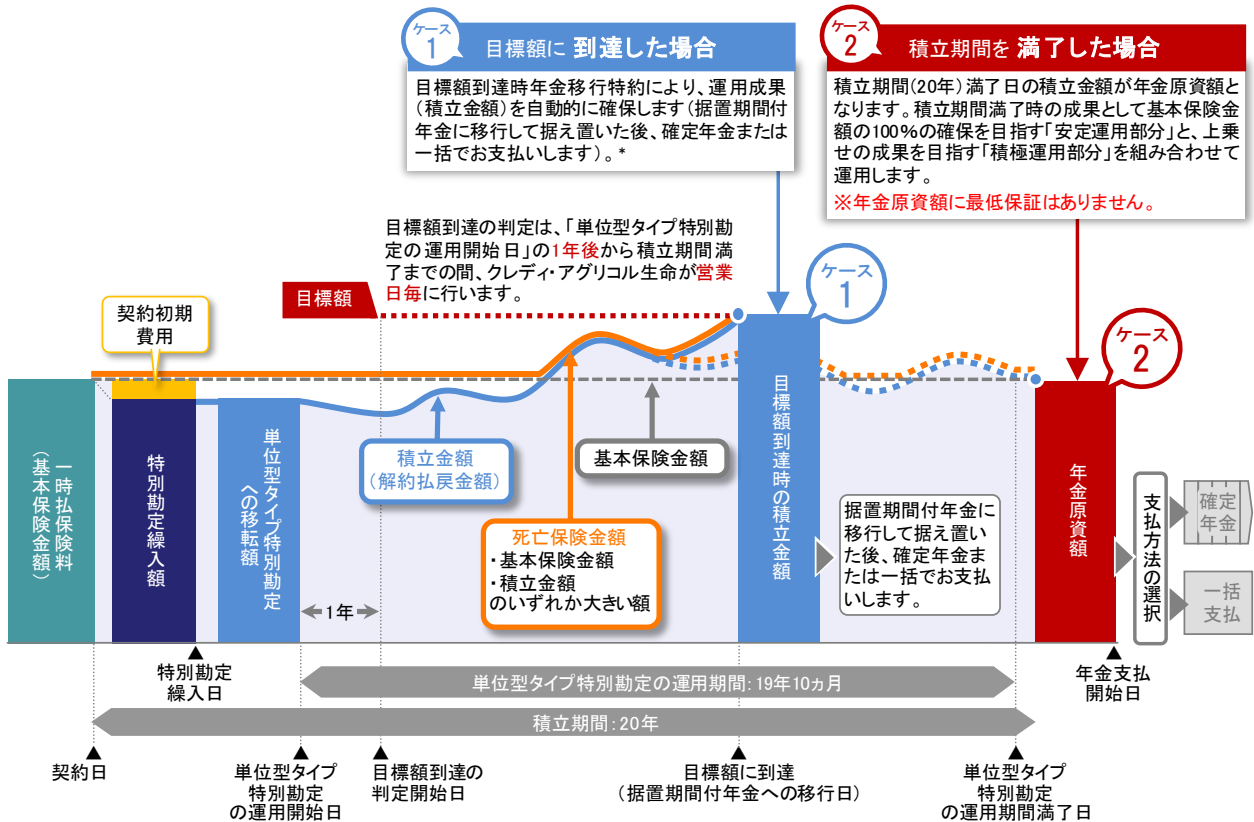 ケース
1
目標額に 到達した場合
目標額到達時年金移行特約により、運用成果
(積立金額)を自動的に確保します(据置期間付
年金に移行して据え置いた後、確定年金または
一括でお支払いします)。*
ケース
2
積立期間を 満了した場合
積立期間(20年)満了日の積立金額が年金原資額と
なります。積立期間満了時の成果として基本保険金
額の100%の確保を目指す「安定運用部分」と、上乗
せの成果を目指す「積極運用部分」を組み合わせて
運用します。
※年金原資額に最低保証はありません。
目標額到達の判定は、「単位型タイプ特別勘
定の運用開始日」の1年後から積立期間満
了までの間、クレディ・アグリコル生命が営業
日毎に行います。
目標額
契約初期
費用
ケース
1
ケース
2
一時払保険料
(基本保険金額)
特別勘定繰入額
単位型タイプ特別勘定
への移転額
積立金額
(解約払戻金額)
死亡保険金額
・基本保険金額
・積立金額
のいずれか大きい額
基本保険金額
目標額到達時の積立金額
据置期間付年金に
移行して据え置い
た後、確定年金ま
たは一括でお支払
いします。
年金原資額
支払方法の選択
確定
年金
一括
支払
1年
特別勘定
繰入日
年金支払
開始日
単位型タイプ特別勘定の運用期間:19年10ヵ月
積立期間:20年
契約日
単位型タイプ
特別勘定
の運用開始日
目標額到達の
判定開始日
目標額に到達
(据置期間付年金への移行日)
単位型タイプ
特別勘定
の運用期間満了日